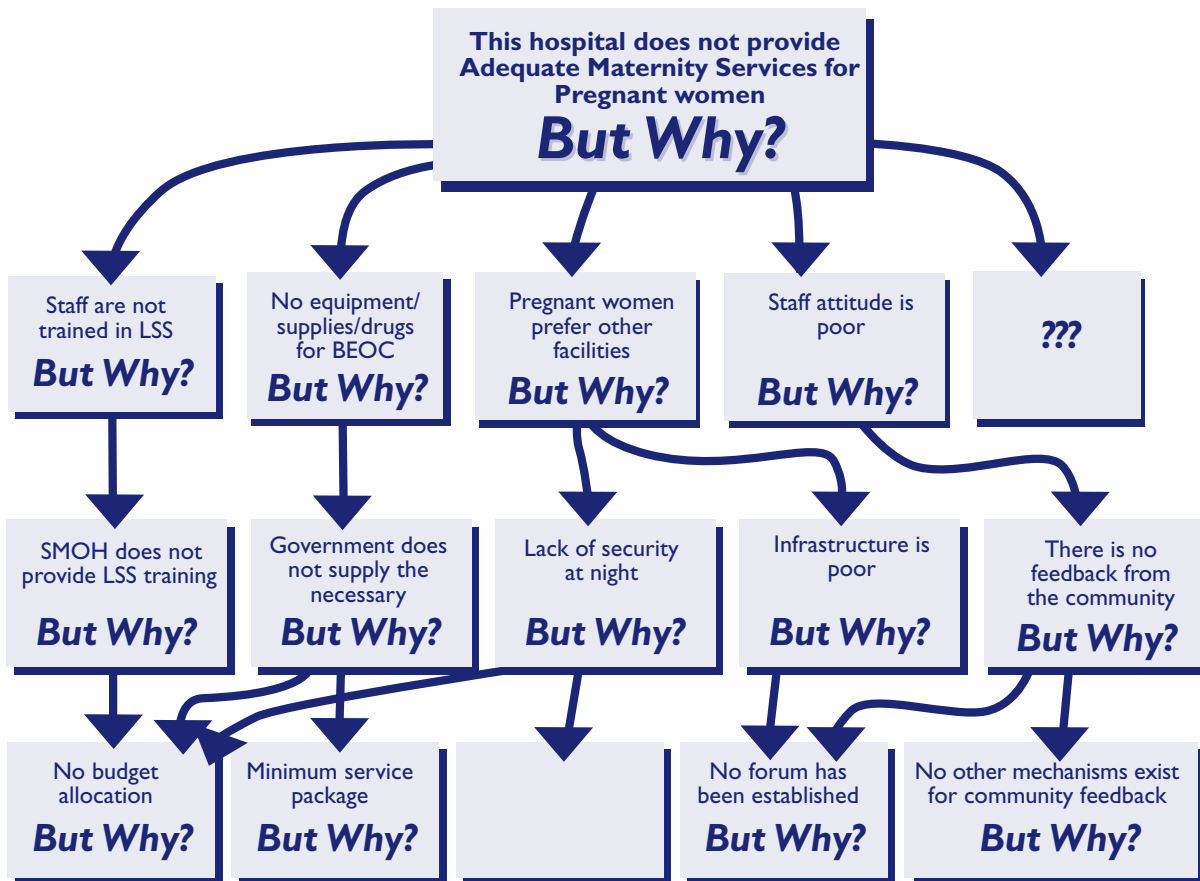 This hospital does not provide
Adequate Maternity Services for
Pregnant women
But Why?
Staff are not
trained in LSS
But Why?
No equipment/
supplies/drugs
for BEOC
But Why?
Pregnant women
prefer other
facilities
But Why?
Staff attitude is
poor
But Why?
???
SMOH does not
provide LSS training
But Why?
Government does
not supply the
necessary
But Why?
Lack of security
at night
But Why?
Infrastructure is
poor
But Why?
There is no
feedback from
the community
But Why?
No budget
allocation
But Why?
Minimum service
package
But Why?
No forum has
been established
But Why?
No other mechanisms exist
for community feedback
But Why?